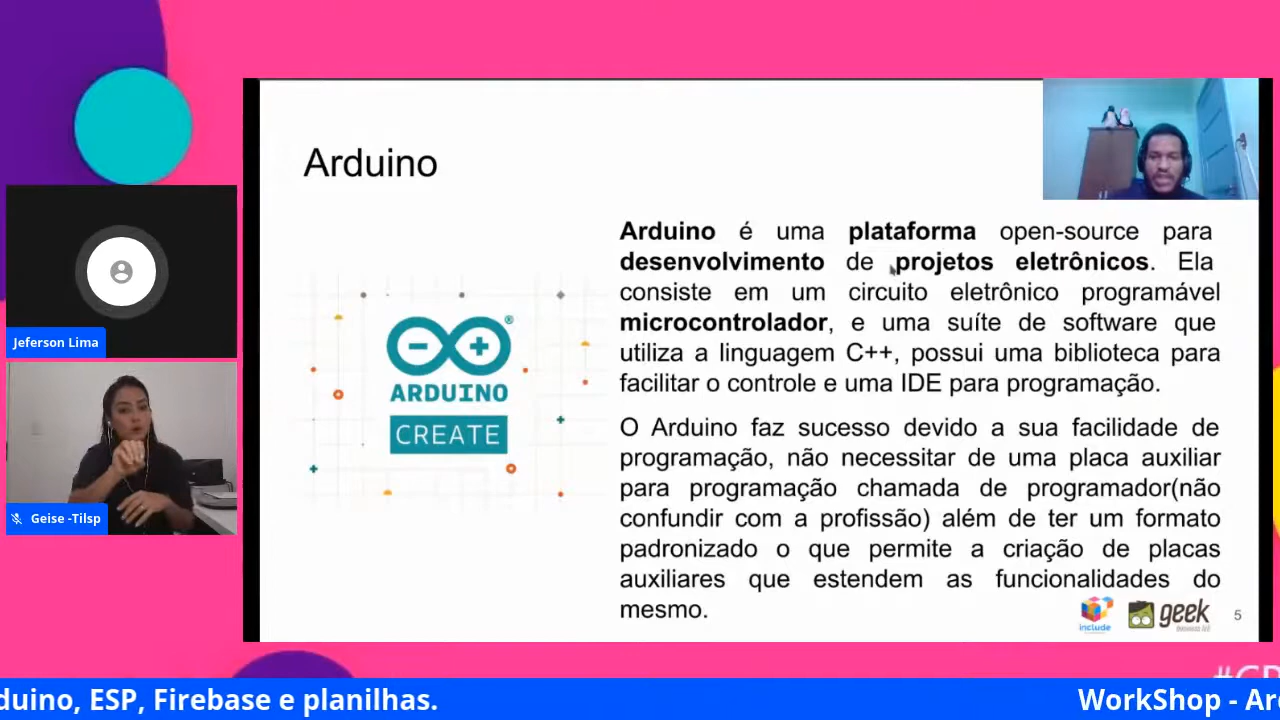 Arduino
Arduino é uma plataforma open-source para
desenvolvimento de projetos eletrônicos. Ela
consiste em um circuito eletrônico programável
microcontrolador, e uma suíte de software que
utiliza a linguagem C++, possui uma biblioteca para
facilitar o controle e uma IDE para programação.
O Arduino faz sucesso devido a sua facilidade de
programação, não necessitar de uma placa auxiliar
para programação chamada de programador(não
confundir com a profissão) além de ter um formato
padronizado o que permite a criação de placas
auxiliares que estendem as funcionalidades do
mesmo.
ARDUINO
CREATE
include
geek
5
Jeferson Lima
Geise -Tilsp
duino, ESP, Firebase e planilhas.
WorkShop - Ar